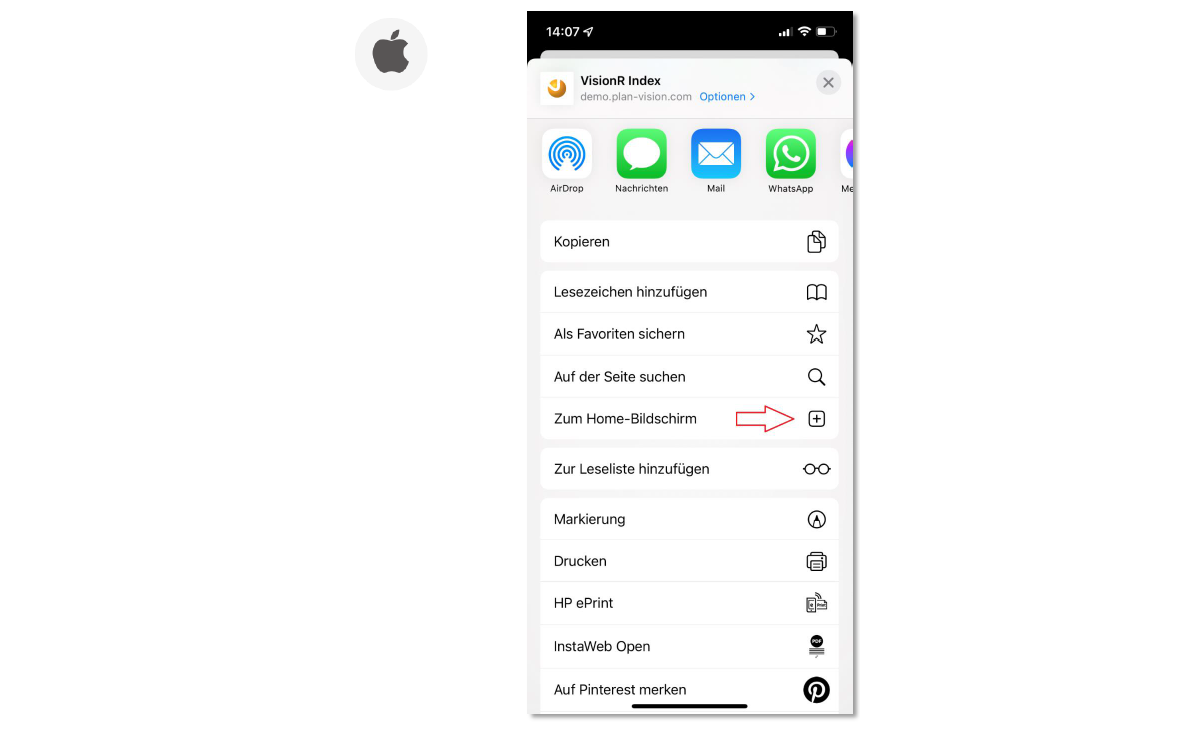 14:07
VisionR Index
demo.plan-vision.com Optionen >
AirDrop Nachrichten Mail WhatsApp Me
Kopieren
Lesezeichen hinzufügen
Als Favoriten sichern
Auf der Seite suchen
Zum Home-Bildschirm
Zur Leseliste hinzufügen
Markierung
Drucken
HP ePrint
InstaWeb Open
PDF
Auf Pinterest merken